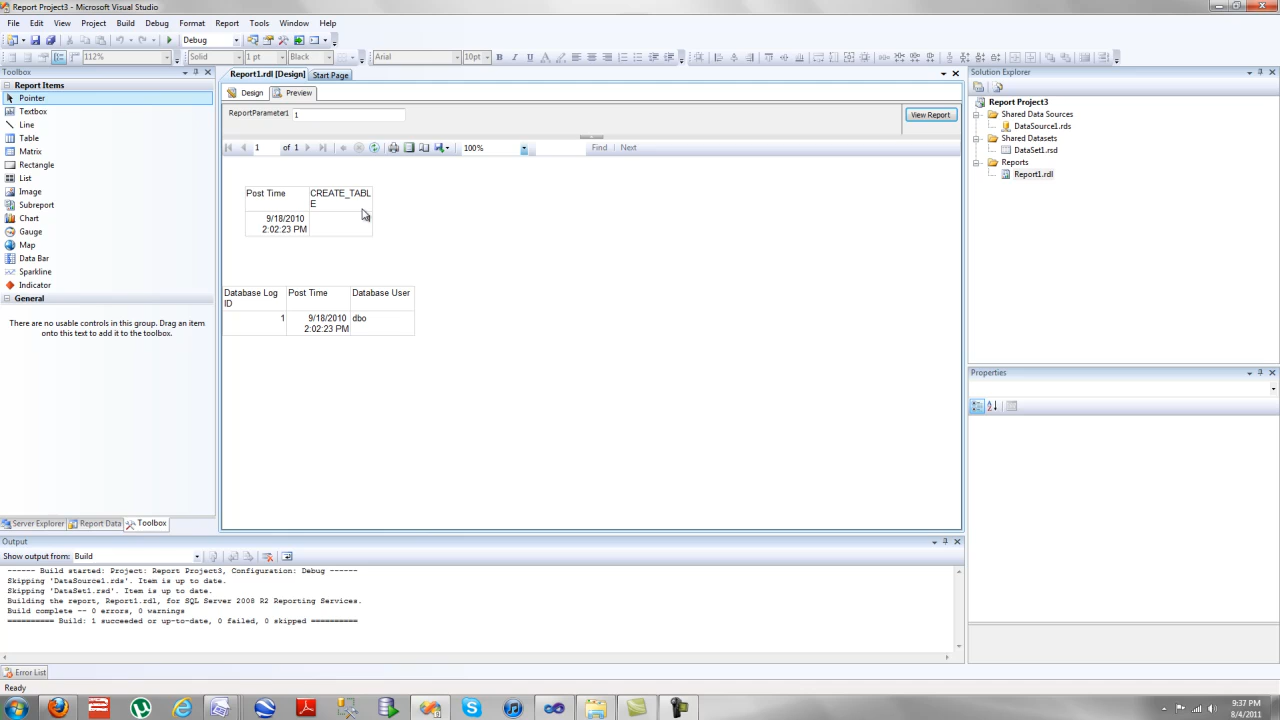 Report Project3 - Microsoft Visual Studio
File Edit View Project Build Debug Format Report Tools Window Help
Debug
112% Solid 1 pt Black Arial 10pt
Toolbox
Report Items
Pointer
Textbox
Line
Table
Matrix
Rectangle
List
Image
Subreport
Chart
Gauge
Map
Data Bar
Sparkline
Indicator
General
There are no usable controls in this group. Drag an item
onto this text to add it to the toolbox.
Server Explorer Report Data Toolbox
Report1.rdl [Design] Start Page
Design Preview
ReportParameter1 1
View Report
1 of 100% Find Next
Post Time CREATE_TABL
E
9/18/2010
2:02:23 PM
Database Log Post Time Database User
ID
1 9/18/2010 dbo
2:02:23 PM
Solution Explorer
Report Project3
Shared Data Sources
DataSource1.rds
Shared Datasets
DataSet1.rsd
Reports
Report1.rdl
Properties
Output
Show output from: Build
------ Build started: Project: Report Project3, Configuration: Debug ------
Skipping 'DataSource1.rds'. Item is up to date.
Skipping 'DataSet1.rsd'. Item is up to date.
Building the report, Report1.rdl, for SQL Server 2008 R2 Reporting Services.
Build complete -- 0 errors, 0 warnings
========== Build: 1 succeeded or up-to-date, 0 failed, 0 skipped ==========
Error List
Ready
9:37 PM
8/4/2011